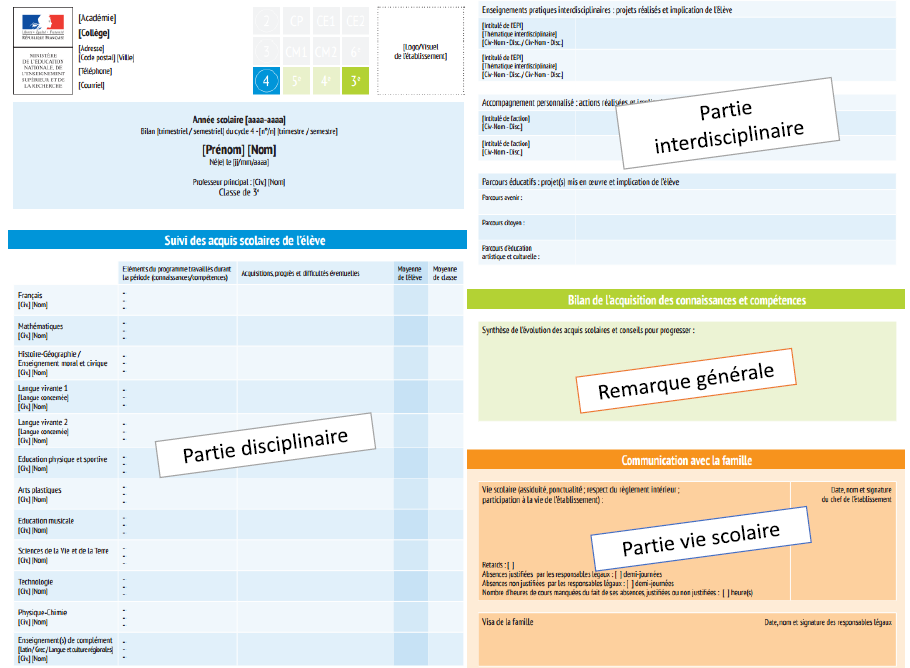 Liberté • Égalité • Fraternité
RÉPUBLIQUE FRANÇAISE
MINISTÈRE
DE L'ÉDUCATION
NATIONALE, DE
L'ENSEIGNEMENT
SUPÉRIEUR ET DE
LA RECHERCHE
[Académie]
[Collège]
[Adresse]
[Code postal] [Ville]
[Téléphone]
[Courriel]
2 CP CE1 CE2
3 CM1 CM2 6e
4 5e 4e 3e
[Logo/Visuel
de l'établissement]
Année scolaire [aaaa-aaaa]
Bilan [trimestriel / semestriel] du cycle 4 - [n°/n] [trimestre / semestre]
[Prénom] [Nom]
Né[e] le [jj/mm/aaaa]
Professeur principal : [Civ.] [Nom]
Classe de 3e
Suivi des acquis scolaires de l'élève
Eléments du programme travaillés durant
la période (connaissances/compétences)
Acquisitions, progrès et difficultés éventuelles
Moyenne
de l'élève
Moyenne
de classe
Français
[Civ.] [Nom]
-
-
-
Mathématiques
[Civ.] [Nom]
-
-
-
Histoire-Géographie /
Enseignement moral et civique
[Civ.] [Nom]
-
-
-
Langue vivante 1
[Langue concernée]
[Civ.] [Nom]
-
-
-
Langue vivante 2
[Langue concernée]
[Civ.] [Nom]
-
-
-
Education physique et sportive
[Civ.] [Nom]
-
-
-
Arts plastiques
[Civ.] [Nom]
-
-
-
Education musicale
[Civ.] [Nom]
-
-
-
Sciences de la Vie et de la Terre
[Civ.] [Nom]
-
-
-
Technologie
[Civ.] [Nom]
-
-
-
Physique-Chimie
[Civ.] [Nom]
-
-
-
Enseignement(s) de complément
[Latin / Grec / Langue et culture régionales]
[Civ.] [Nom]
-
-
-
Partie disciplinaire
Enseignements pratiques interdisciplinaires : projets réalisés et implication de l'élève
[Intitulé de l'EPI]
[Thématique interdisciplinaire]
[Civ-Nom - Disc./ Civ-Nom - Disc.]
[Intitulé de l'EPI]
[Thématique interdisciplinaire]
[Civ-Nom - Disc./ Civ-Nom - Disc.]
Accompagnement personnalisé : actions réalisées et
[Intitulé de l'action]
[Civ-Nom - Disc.]
[Intitulé de l'action]
[Civ-Nom - Disc.]
Partie
interdisciplinaire
Parcours éducatifs : projet(s) mis en œuvre et implication de l'élève
Parcours avenir :
Parcours citoyen :
Parcours d'éducation
artistique et culturelle :
Bilan de l'acquisition des connaissances et compétences
Synthèse de l'évolution des acquis scolaires et conseils pour progresser :
Remarque générale
Communication avec la famille
Vie scolaire (assiduité, ponctualité ; respect du règlement intérieur ;
participation à la vie de l'établissement) :
Date, nom et signature
du chef de l'établissement
Partie vie scolaire
Retards : [ ]
Absences justifiées par les responsables légaux : [ ] demi-journées
Absences non justifiées par les responsables légaux : [ ] demi-journées
Nombre d'heures de cours manquées du fait de ses absences, justifiées ou non justifiées : [ ] heure(s)
Visa de la famille
Date, nom et signature des responsables légaux